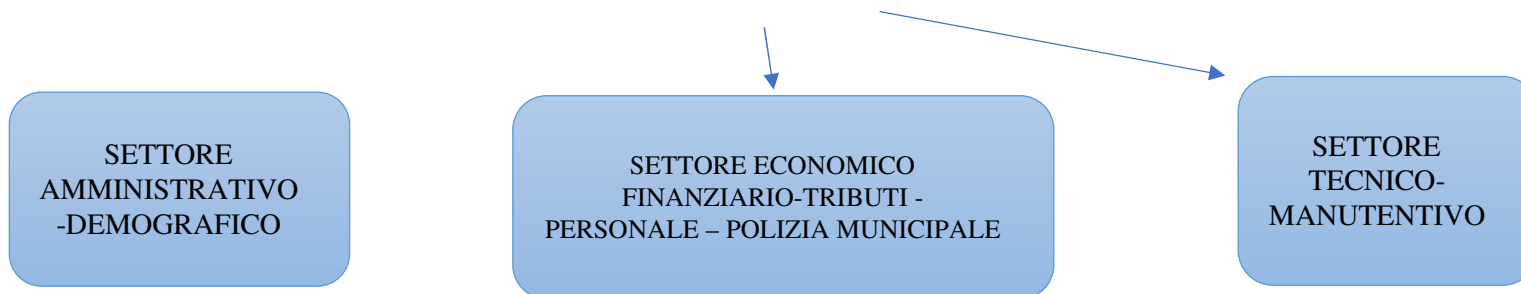 SETTORE
AMMINISTRATIVO
-DEMOGRAFICO
SETTORE ECONOMICO
FINANZIARIO-TRIBUTI -
PERSONALE – POLIZIA MUNICIPALE
SETTORE
TECNICO-
MANUTENTIVO